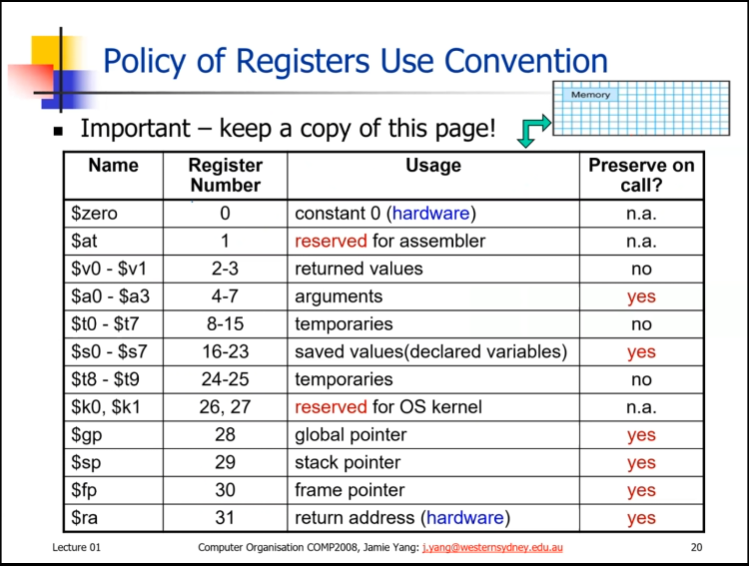 Policy of Registers Use Convention
Memory
▪ Important – keep a copy of this page!
Name Register Number Usage Preserve on call?
$zero 0 constant 0 (hardware) n.a.
$at 1 reserved for assembler n.a.
$v0 - $v1 2-3 returned values no
$a0 - $a3 4-7 arguments yes
$t0 - $t7 8-15 temporaries no
$s0 - $s7 16-23 saved values(declared variables) yes
$t8 - $t9 24-25 temporaries no
$k0, $k1 26, 27 reserved for OS kernel n.a.
$gp 28 global pointer yes
$sp 29 stack pointer yes
$fp 30 frame pointer yes
$ra 31 return address (hardware) yes
Lecture 01 Computer Organisation COMP2008, Jamie Yang: j.yang@westernsydney.edu.au 20